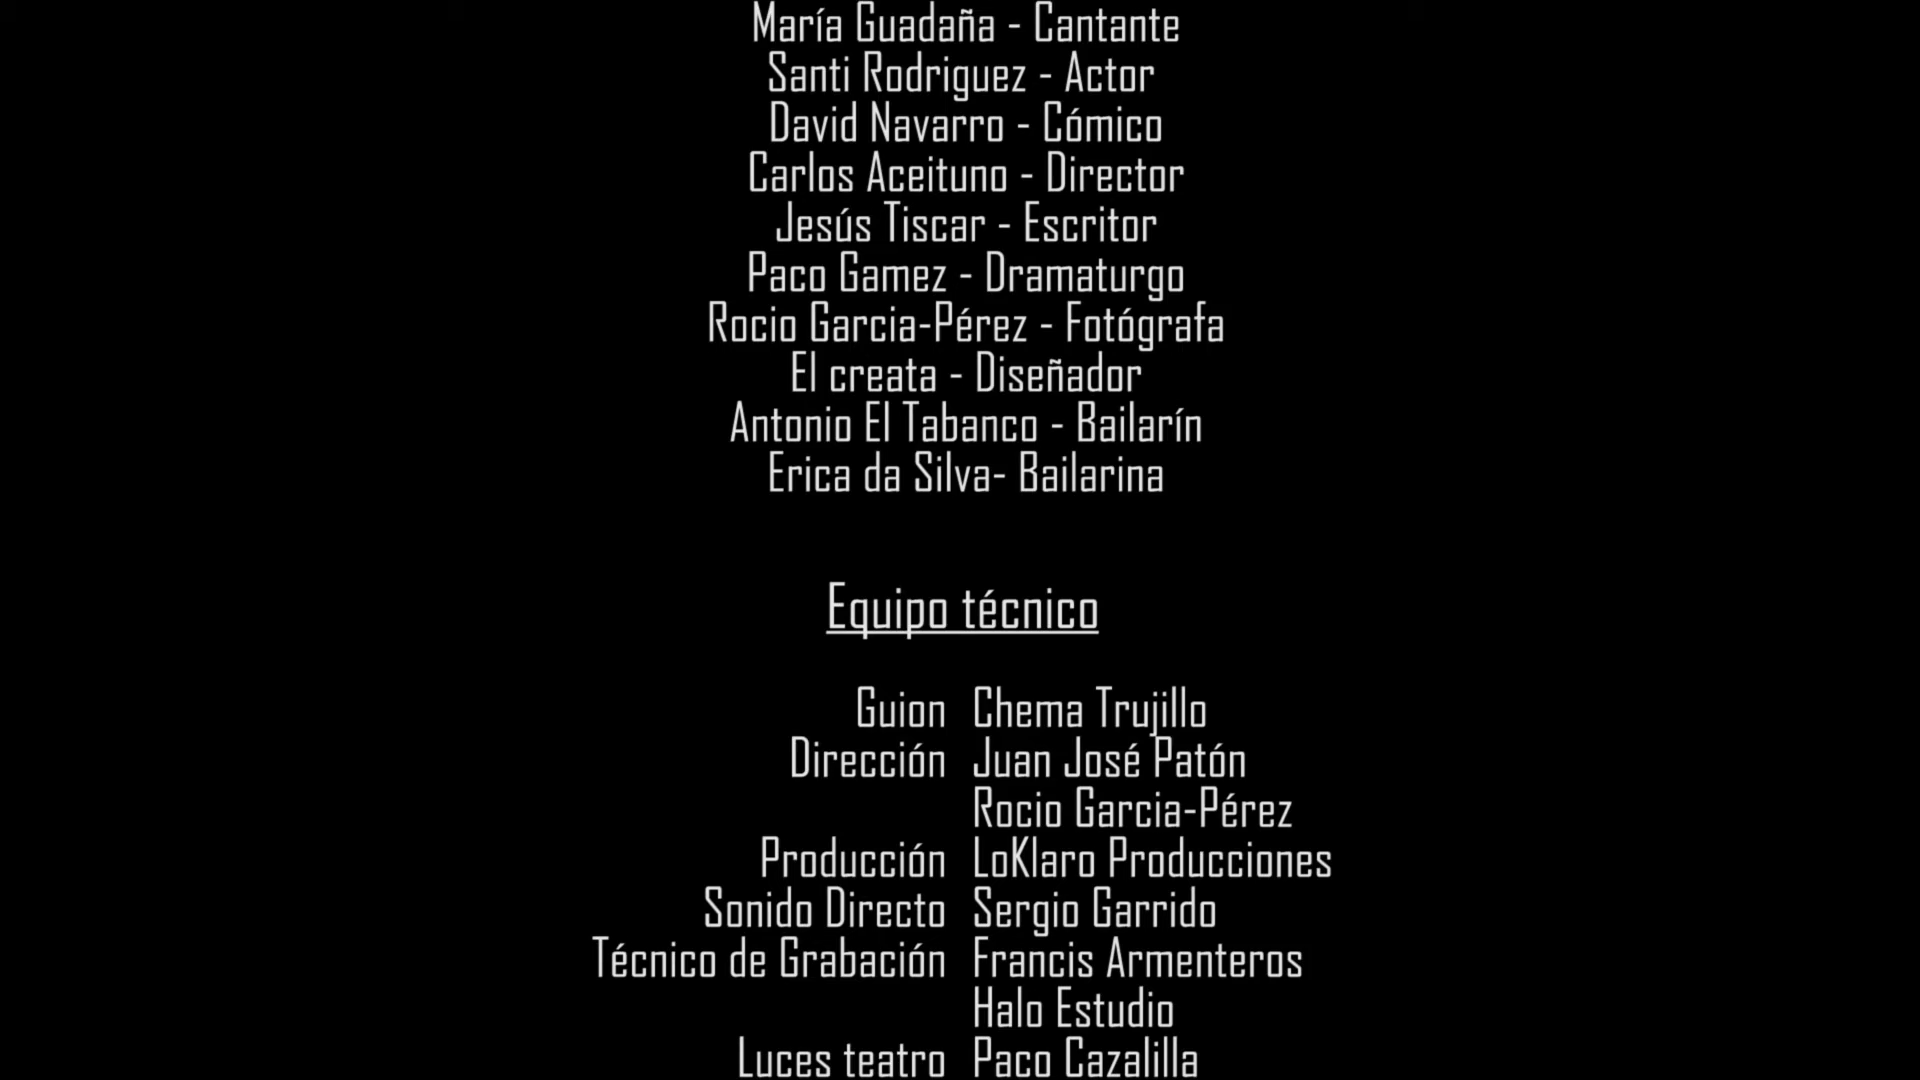 María Guadaña - Cantante
Santi Rodriguez - Actor
David Navarro - Cómico
Carlos Aceituno - Director
Jesús Tiscar - Escritor
Paco Gamez - Dramaturgo
Rocio Garcia-Pérez - Fotógrafa
El creata - Diseñador
Antonio El Tabanco - Bailarín
Erica da Silva- Bailarina
Equipo técnico
Guion Chema Trujillo
Dirección Juan José Patón
Rocio Garcia-Pérez
Producción LoKlaro Producciones
Sonido Directo Sergio Garrido
Técnico de Grabación Francis Armenteros
Halo Estudio
Luces teatro Paco Cazalilla